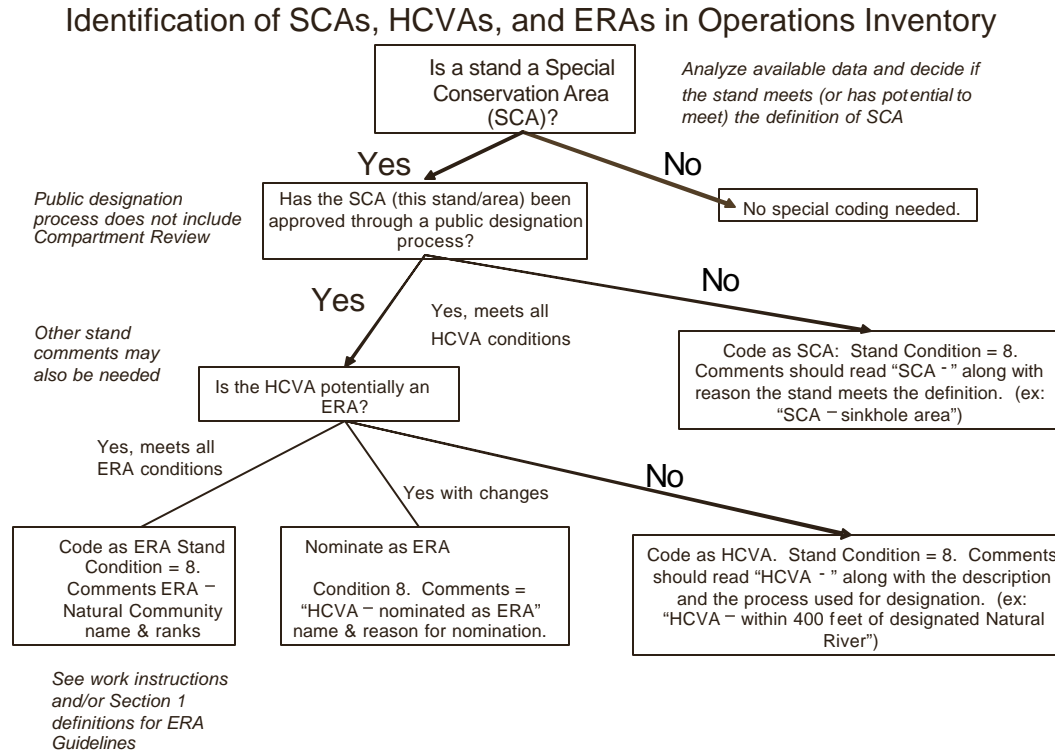 Identification of SCAs, HCVAs, and ERAs in Operations Inventory
Is a stand a Special
Conservation Area
(SCA)?
Analyze available data and decide if
the stand meets (or has potential to
meet) the definition of SCA
Yes
No
Public designation
process does not include
Compartment Review
Has the SCA (this stand/area) been
approved through a public designation
process?
No special coding needed.
Yes
Yes, meets all
HCVA conditions
No
Other stand
comments may
also be needed
Code as SCA: Stand Condition = 8.
Comments should read “SCA -” along with
reason the stand meets the definition. (ex:
“SCA – sinkhole area”)
Is the HCVA potentially an
ERA?
Yes, meets all
ERA conditions
Yes with changes
No
Code as ERA Stand
Condition = 8.
Comments ERA –
Natural Community
name & ranks
Nominate as ERA
Condition 8. Comments =
“HCVA – nominated as ERA”
name & reason for nomination.
Code as HCVA. Stand Condition = 8. Comments
should read “HCVA -” along with the description
and the process used for designation. (ex:
“HCVA – within 400 feet of designated Natural
River”)
See work instructions
and/or Section 1
definitions for ERA
Guidelines